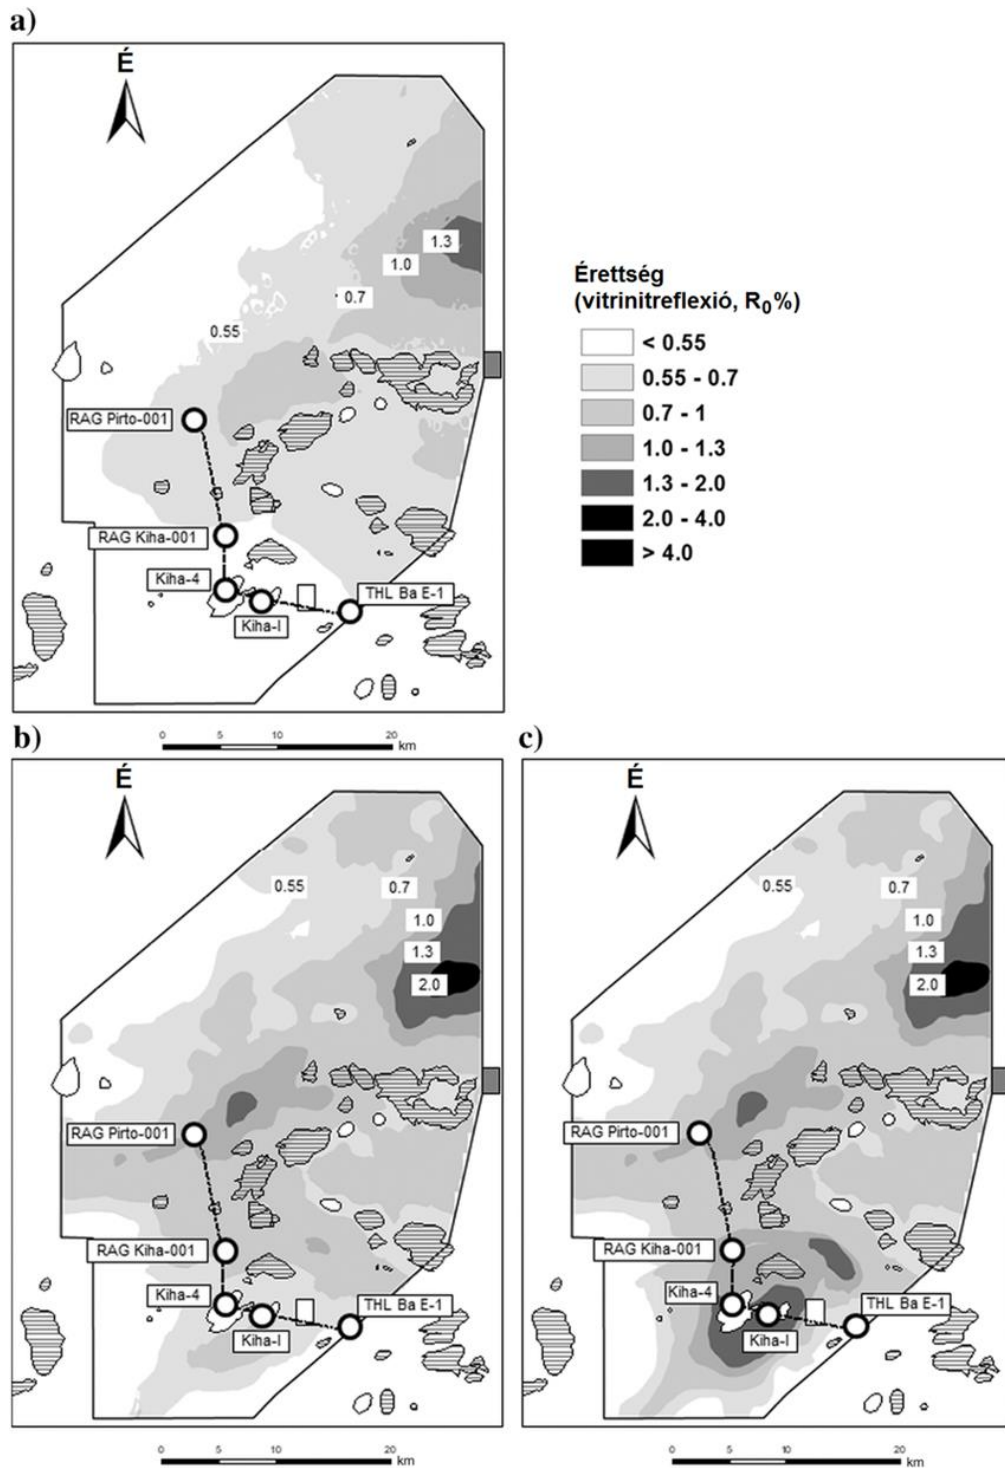 a)
É
1.3
1.0
0.7
0.55
RAG Pirto-001
RAG Kiha-001
Kiha-4
THL Ba E-1
Kiha-I
Érettség
(vitrinitreflexió, R₀%)
< 0.55
0.55 - 0.7
0.7 - 1
1.0 - 1.3
1.3 - 2.0
2.0 - 4.0
> 4.0
b)
0 5 10 20 km
É
0.55
0.7
1.0
1.3
2.0
RAG Pirto-001
RAG Kiha-001
Kiha-4
THL Ba E-1
Kiha-I
0 5 10 20 km
c)
É
0.55
0.7
1.0
1.3
2.0
RAG Pirto-001
RAG Kiha-001
Kiha-4
THL Ba E-1
Kiha-I
0 5 10 20 km